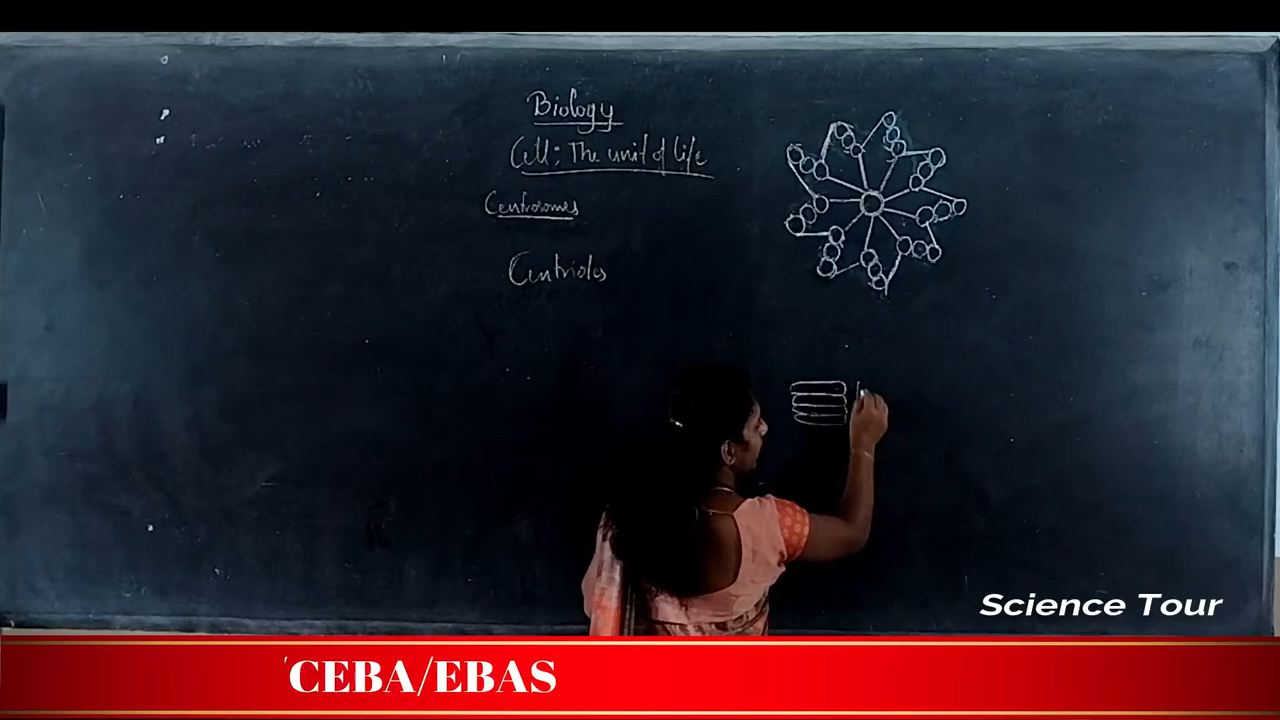 Biology
Cell: The unit of life
Centrosomes
Centrioles
Science Tour
'CEBA/EBAS